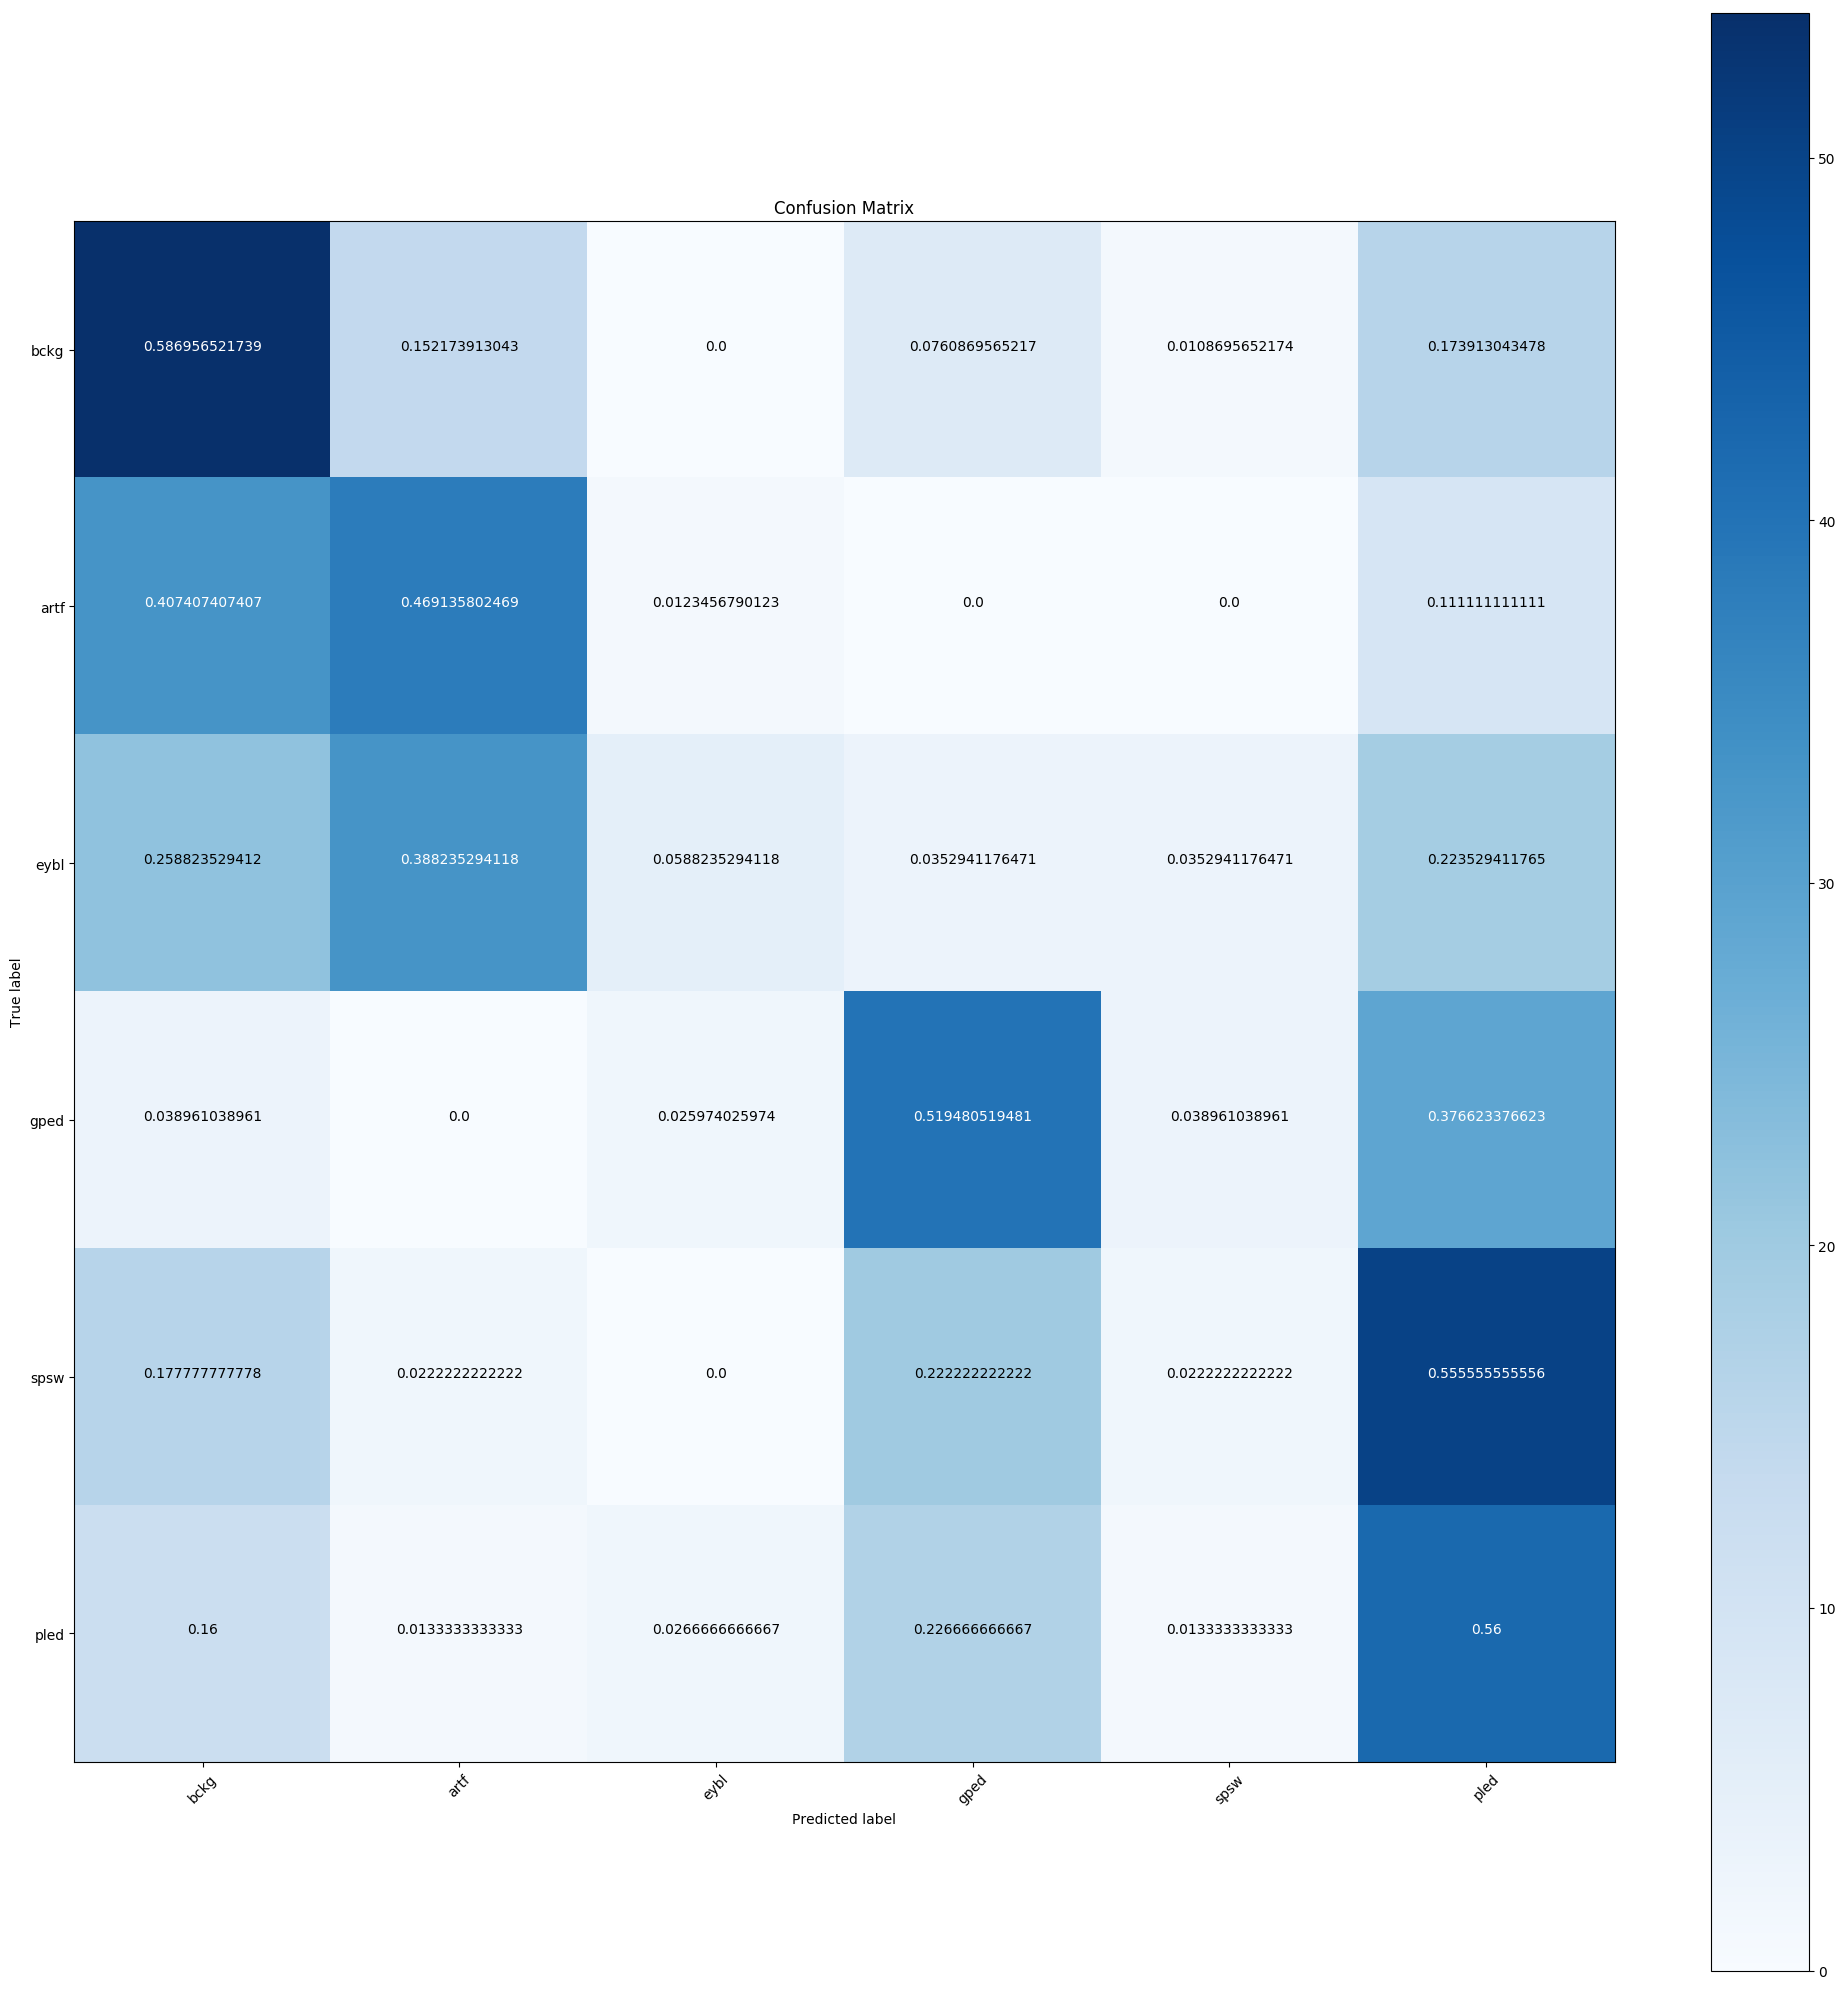 Confusion Matrix
bckg 0.586956521739 0.152173913043 0.0 0.0760869565217 0.0108695652174 0.173913043478
artf 0.407407407407 0.469135802469 0.0123456790123 0.0 0.0 0.111111111111
eybl 0.258823529412 0.388235294118 0.0588235294118 0.0352941176471 0.0352941176471 0.223529411765
gped 0.038961038961 0.0 0.025974025974 0.519480519481 0.038961038961 0.376623376623
spsw 0.177777777778 0.0222222222222 0.0 0.222222222222 0.0222222222222 0.555555555556
pled 0.16 0.0133333333333 0.0266666666667 0.226666666667 0.0133333333333 0.56
bckg artf eybl gped spsw pled
True label
Predicted label
50
40
30
20
10
0